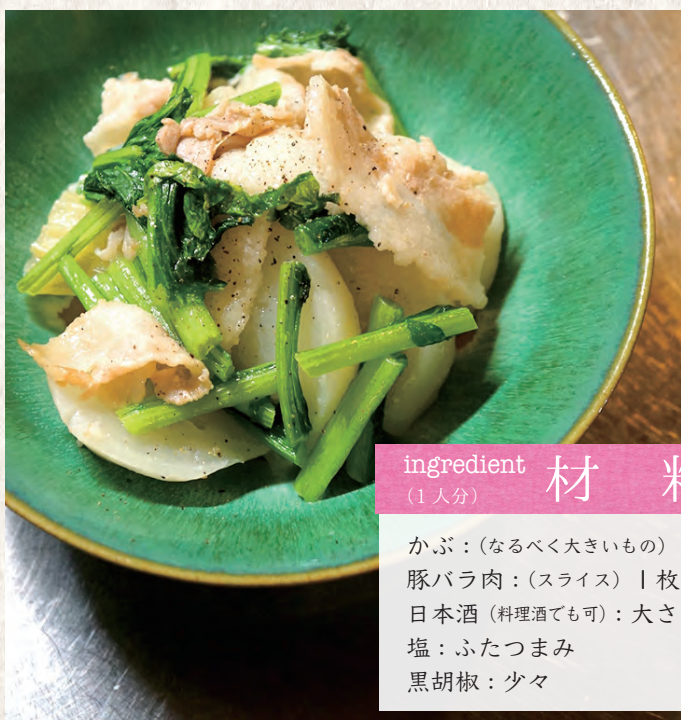 ingredient 材
（1 人分）
かぶ：（なるべく大きいもの）
豚バラ肉：（スライス）1 枚
日本酒（料理酒でも可）：大さ
塩：ふたつまみ
黒胡椒：少々